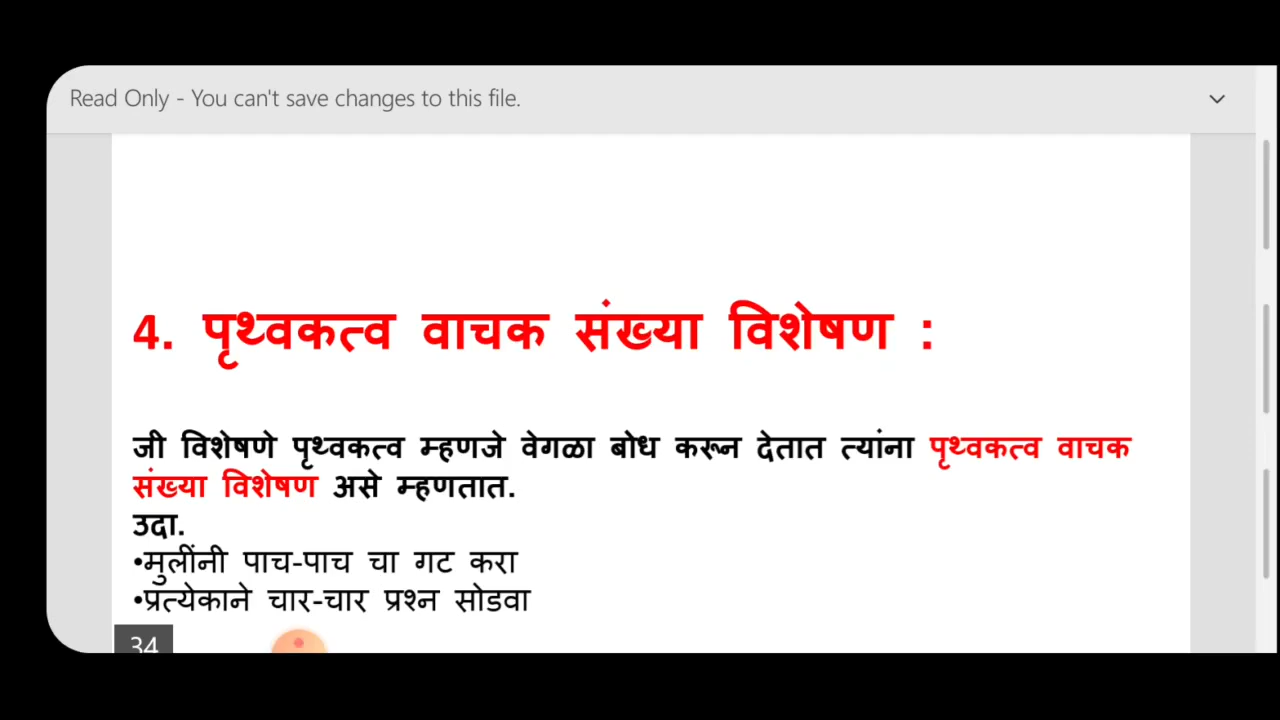 Read Only - You can't save changes to this file.
4. पृथ्वकत्व वाचक संख्या विशेषण :
जी विशेषणे पृथ्वकत्व म्हणजे वेगळा बोध करून देतात त्यांना पृथ्वकत्व वाचक
संख्या विशेषण असे म्हणतात.
उदा.
•मुलींनी पाच-पाच चा गट करा
•प्रत्येकाने चार-चार प्रश्न सोडवा
34